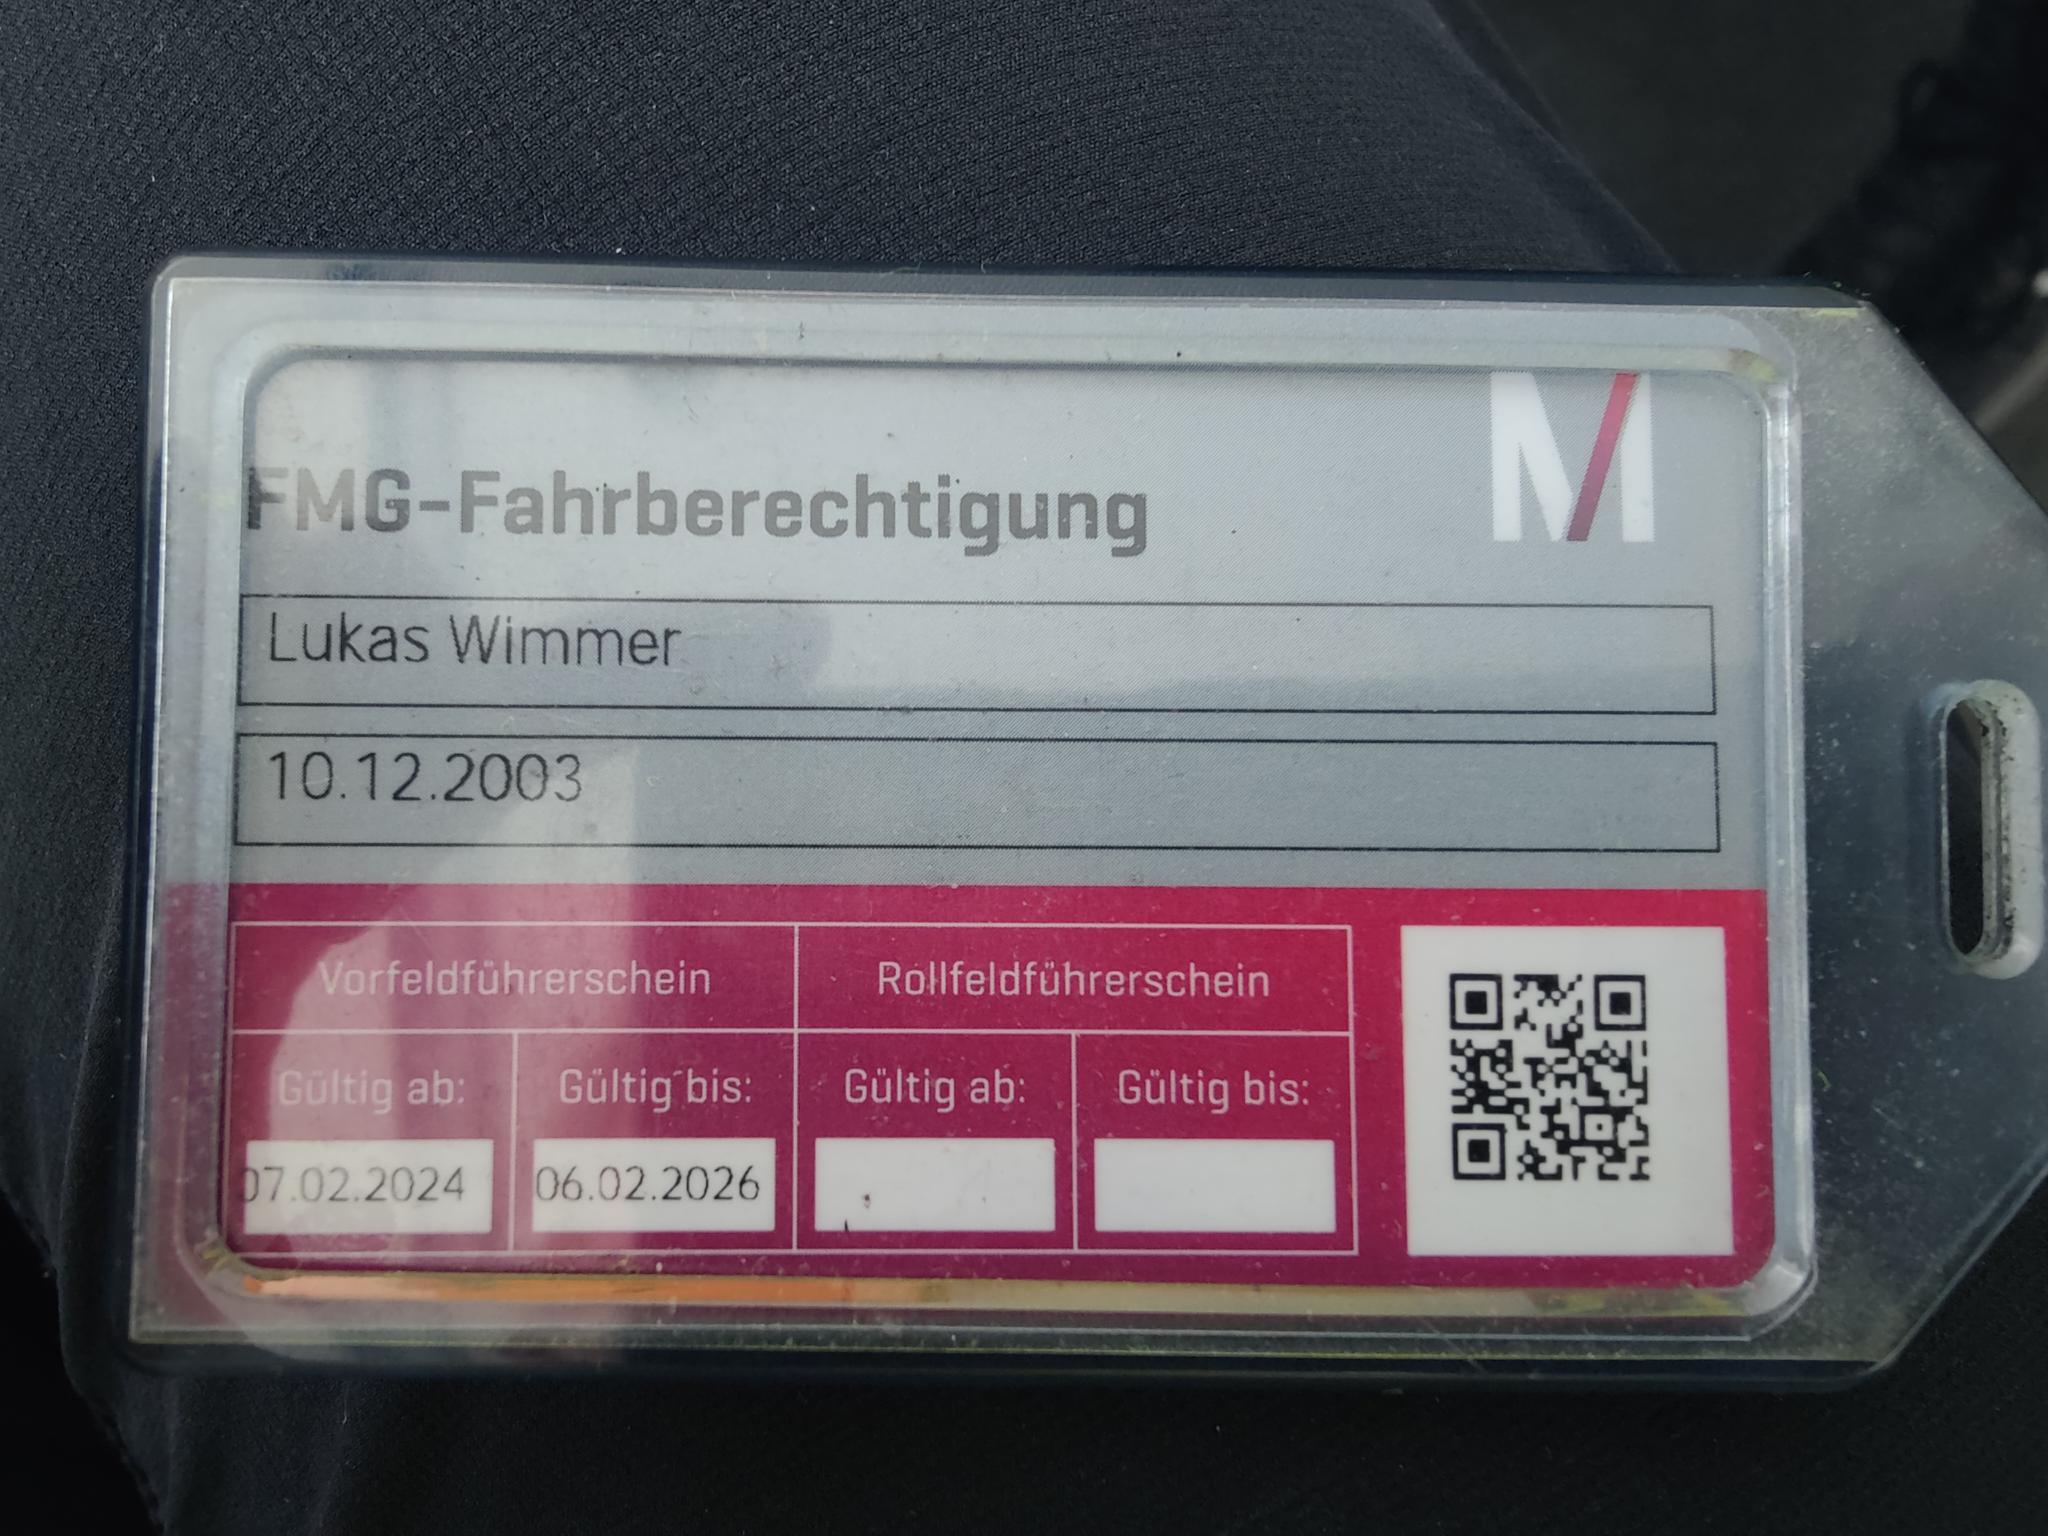 M
FMG-Fahrberechtigung
Lukas Wimmer
10.12.2003
Vorfeldführerschein Rollfeldführerschein
Gültig ab: Gültig bis: Gültig ab: Gültig bis:
07.02.2024 06.02.2026